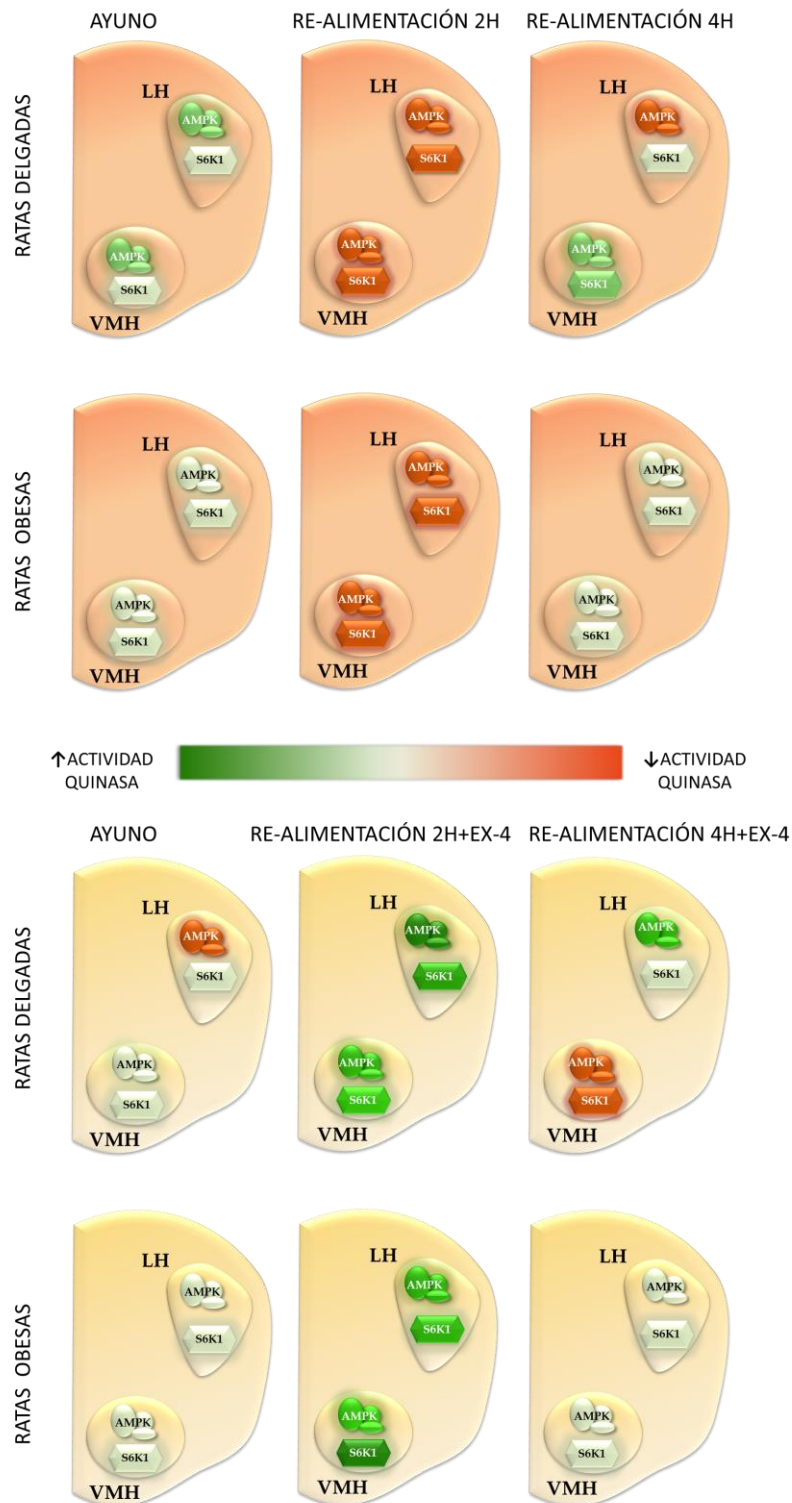 AYUNO RE-ALIMENTACIÓN 2H RE-ALIMENTACIÓN 4H
RATAS DELGADAS
LH LH LH
AMPK AMPK AMPK
S6K1 S6K1 S6K1
AMPK AMPK AMPK
S6K1 S6K1 S6K1
VMH VMH VMH
RATAS OBESAS
LH LH LH
AMPK AMPK AMPK
S6K1 S6K1 S6K1
AMPK AMPK AMPK
S6K1 S6K1 S6K1
VMH VMH VMH
↑ACTIVIDAD QUINASA
↓ACTIVIDAD QUINASA
AYUNO RE-ALIMENTACIÓN 2H+EX-4 RE-ALIMENTACIÓN 4H+EX-4
RATAS DELGADAS
LH LH LH
AMPK AMPK AMPK
S6K1 S6K1 S6K1
AMPK AMPK AMPK
S6K1 S6K1 S6K1
VMH VMH VMH
RATAS OBESAS
LH LH LH
AMPK AMPK AMPK
S6K1 S6K1 S6K1
AMPK AMPK AMPK
S6K1 S6K1 S6K1
VMH VMH VMH